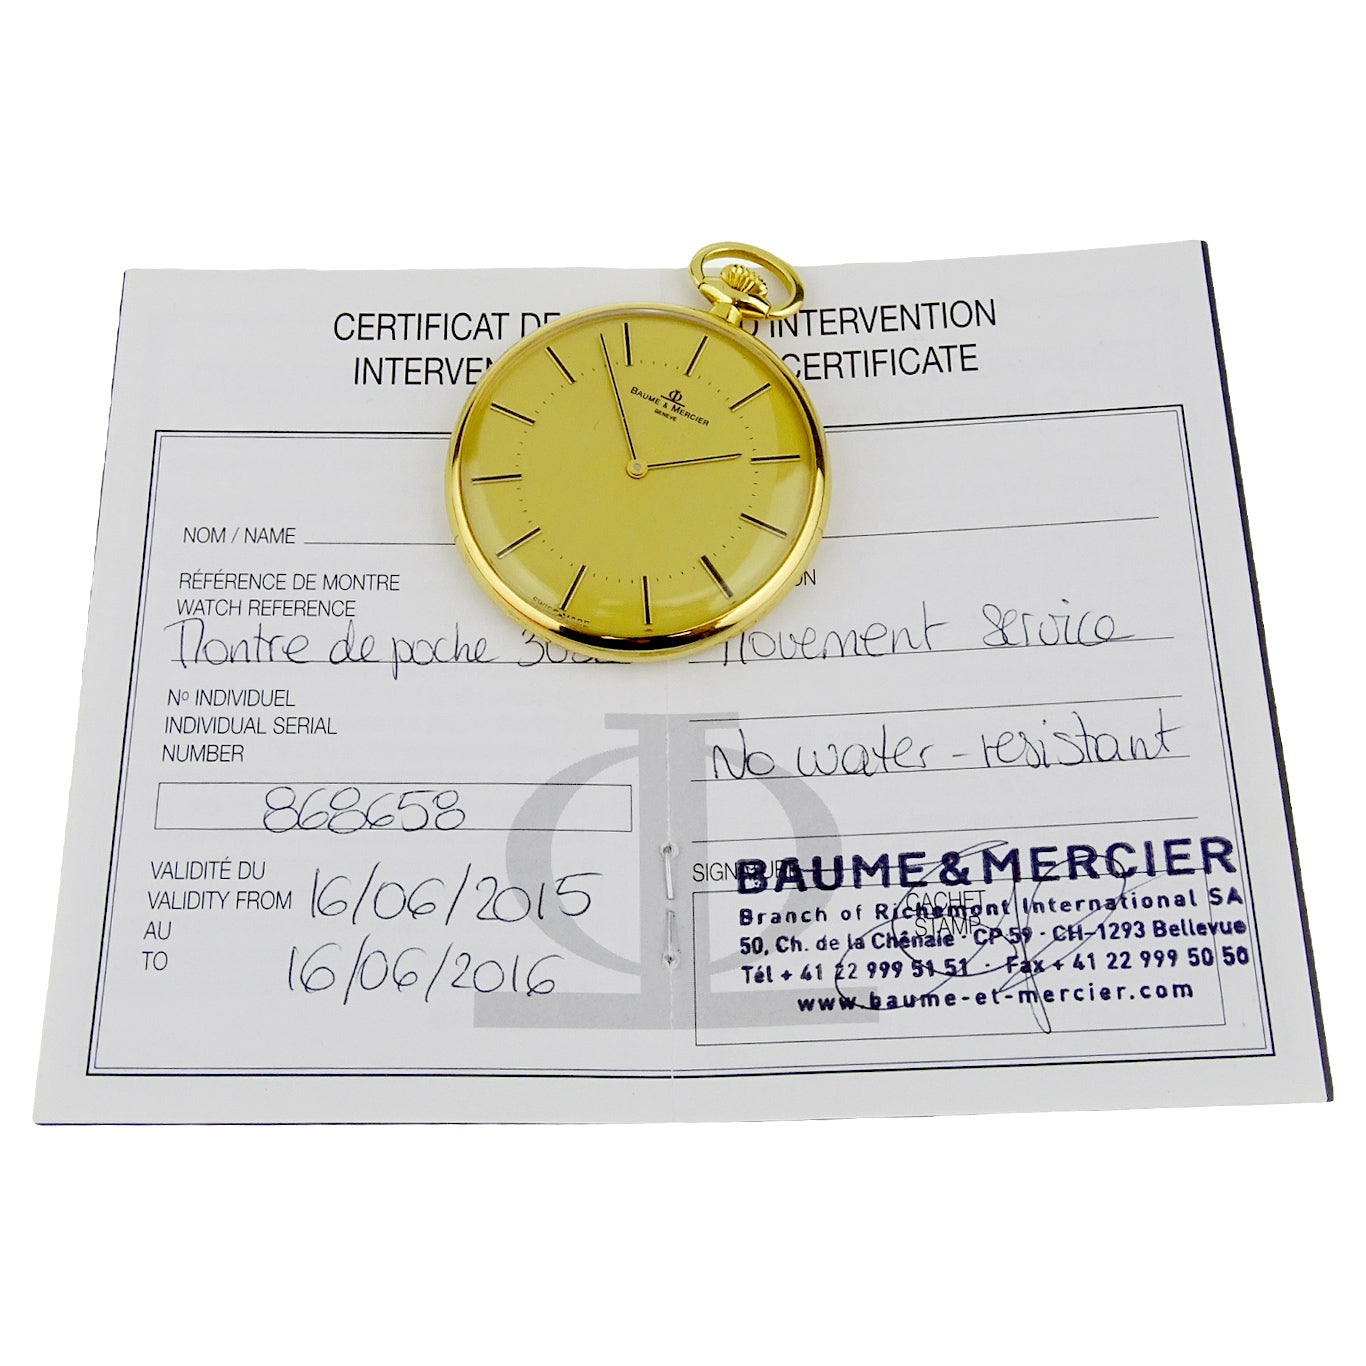 CERTIFICAT DE INTERVENTION
CERTIFICATE
BAUME & MERCIER
GENEVE
NOM / NAME
RÉFÉRENCE DE MONTRE
WATCH REFERENCE
Montre de poche
Movement Service
Nº INDIVIDUEL
INDIVIDUAL SERIAL
NUMBER
868658
No water-resistant
VALIDITÉ DU
VALIDITY FROM 16/06/2015
AU
TO 16/06/2016
BAUME & MERCIER
Branch of Richemont International SA
50, Ch. de la Chênaie · CP 59 · CH-1293 Bellevue
Tél + 41 22 999 51 51 · Fax + 41 22 999 50 50
www.baume-et-mercier.com
CACHET
STAMP